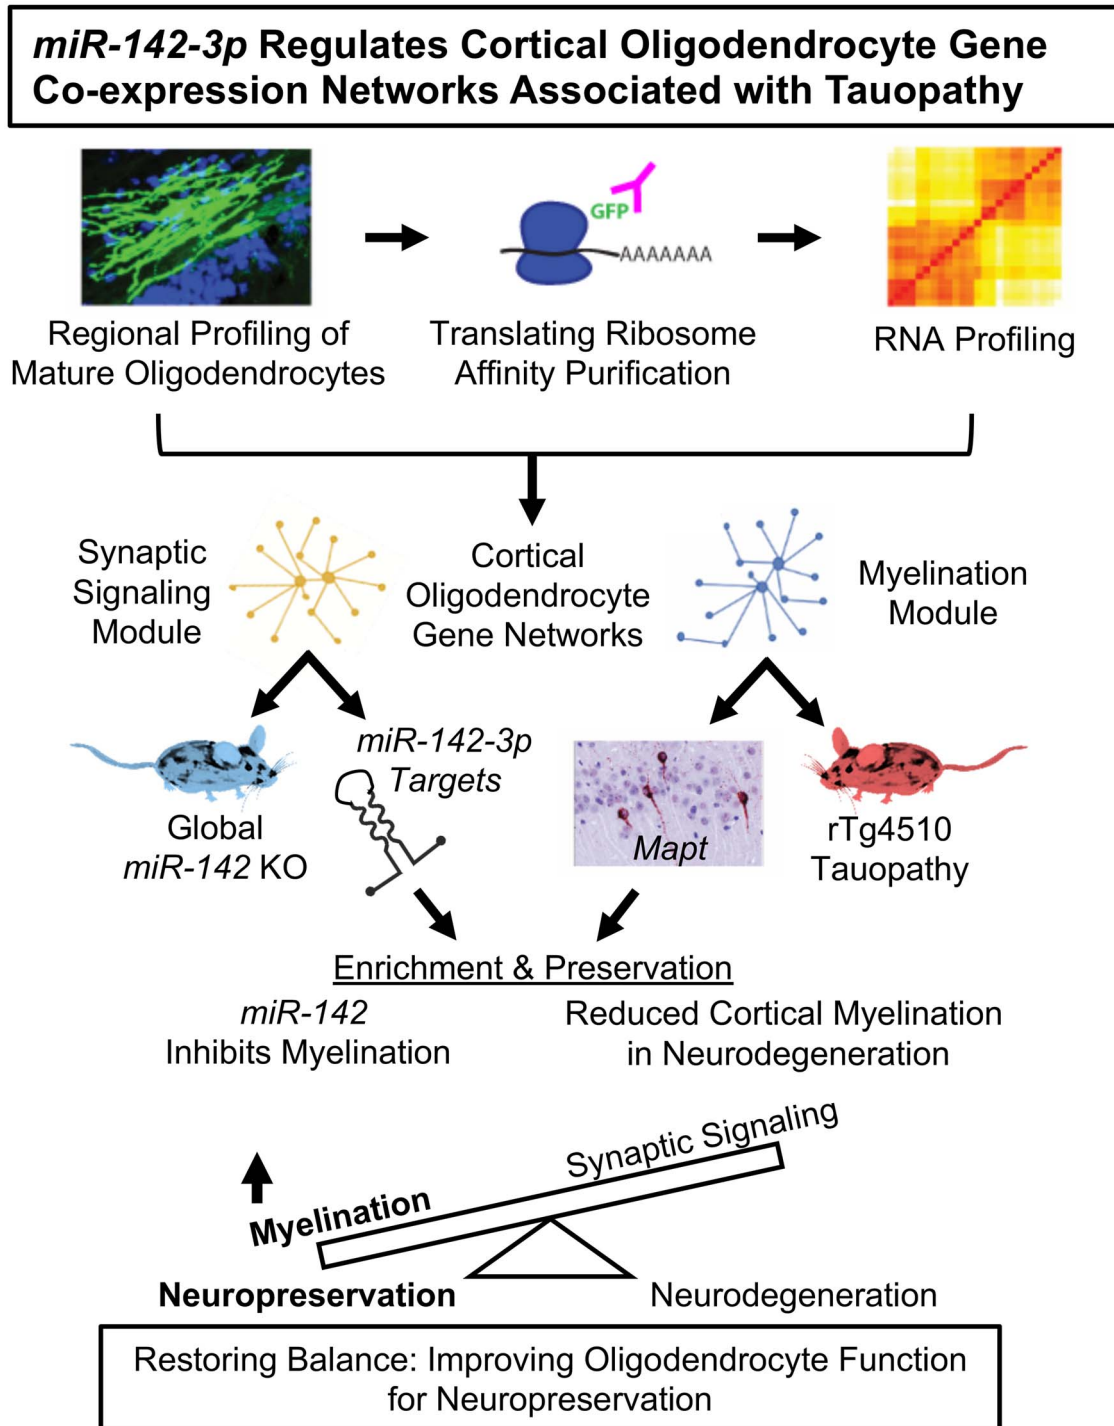 miR-142-3p Regulates Cortical Oligodendrocyte Gene
Co-expression Networks Associated with Tauopathy
GFP
AAAAAAA
Regional Profiling of
Mature Oligodendrocytes
Translating Ribosome
Affinity Purification
RNA Profiling
Synaptic
Signaling
Module
Cortical
Oligodendrocyte
Gene Networks
Myelination
Module
Global
miR-142 KO
miR-142-3p
Targets
Mapt
rTg4510
Tauopathy
Enrichment & Preservation
miR-142
Inhibits Myelination
Reduced Cortical Myelination
in Neurodegeneration
Synaptic Signaling
Myelination
Neuropreservation
Neurodegeneration
Restoring Balance: Improving Oligodendrocyte Function
for Neuropreservation